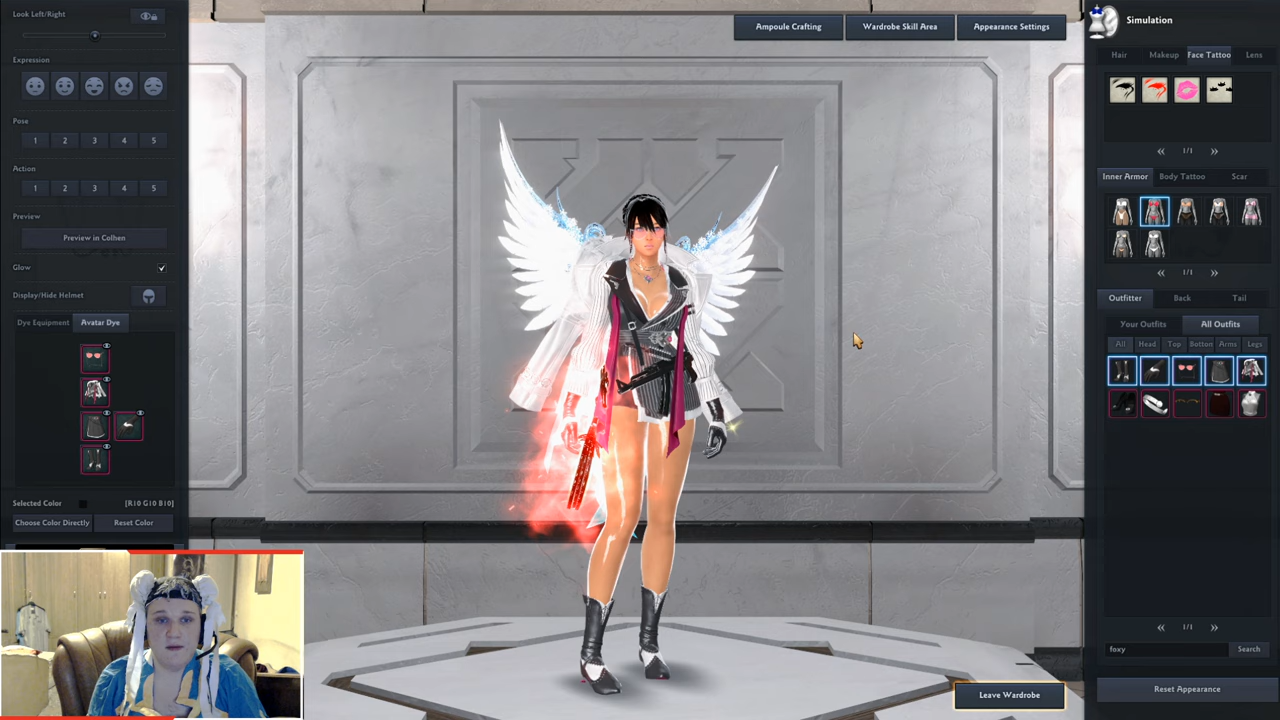 Look Left/Right
Expression
Pose
1 2 3 4 5
Action
1 2 3 4 5
Preview
Preview in Colhen
Glow
Display/Hide Helmet
Dye Equipment Avatar Dye
Selected Color [R10 G10 B10]
Choose Color Directly Reset Color
Ampoule Crafting Wardrobe Skill Area Appearance Settings
Leave Wardrobe
Simulation
Hair Makeup Face Tattoo Lens
1/1
Inner Armor Body Tattoo Scar
1/1
Outfitter Back Tail
Your Outfits All Outfits
All Head Top Botton Arms Legs
1/1
foxy Search
Reset Appearance